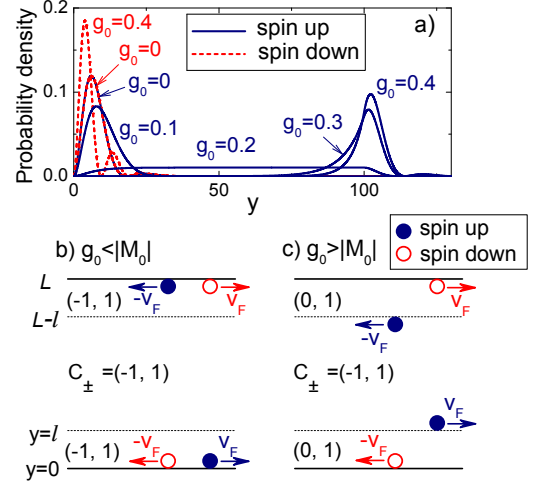 a)
spin up
spin down
g0=0.4
g0=0
g0=0
g0=0.1
g0=0.2
g0=0.3
g0=0.4
Probability density
0.2
0.1
0.0
0
50
100
y
spin up
spin down
b) g0<|M0|
c) g0>|M0|
L
(-1, 1)
-vF
vF
(0, 1)
vF
L-l
-vF
C± =(-1, 1)
C± =(-1, 1)
y=l
(-1, 1)
-vF
vF
(0, 1)
-vF
vF
y=0